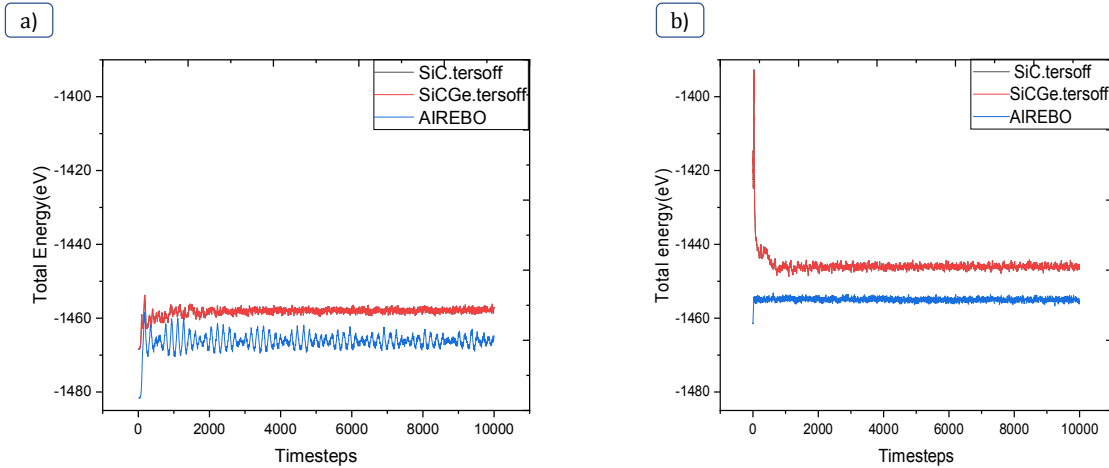 a)
SiC.tersoff
SiCGe.tersoff
AIREBO
-1400
-1420
-1440
-1460
-1480
Total Energy(eV)
0 2000 4000 6000 8000 10000
Timesteps
b)
SiC.tersoff
SiCGe.tersoff
AIREBO
-1400
-1420
-1440
-1460
-1480
Total energy(eV)
0 2000 4000 6000 8000 10000
Timesteps